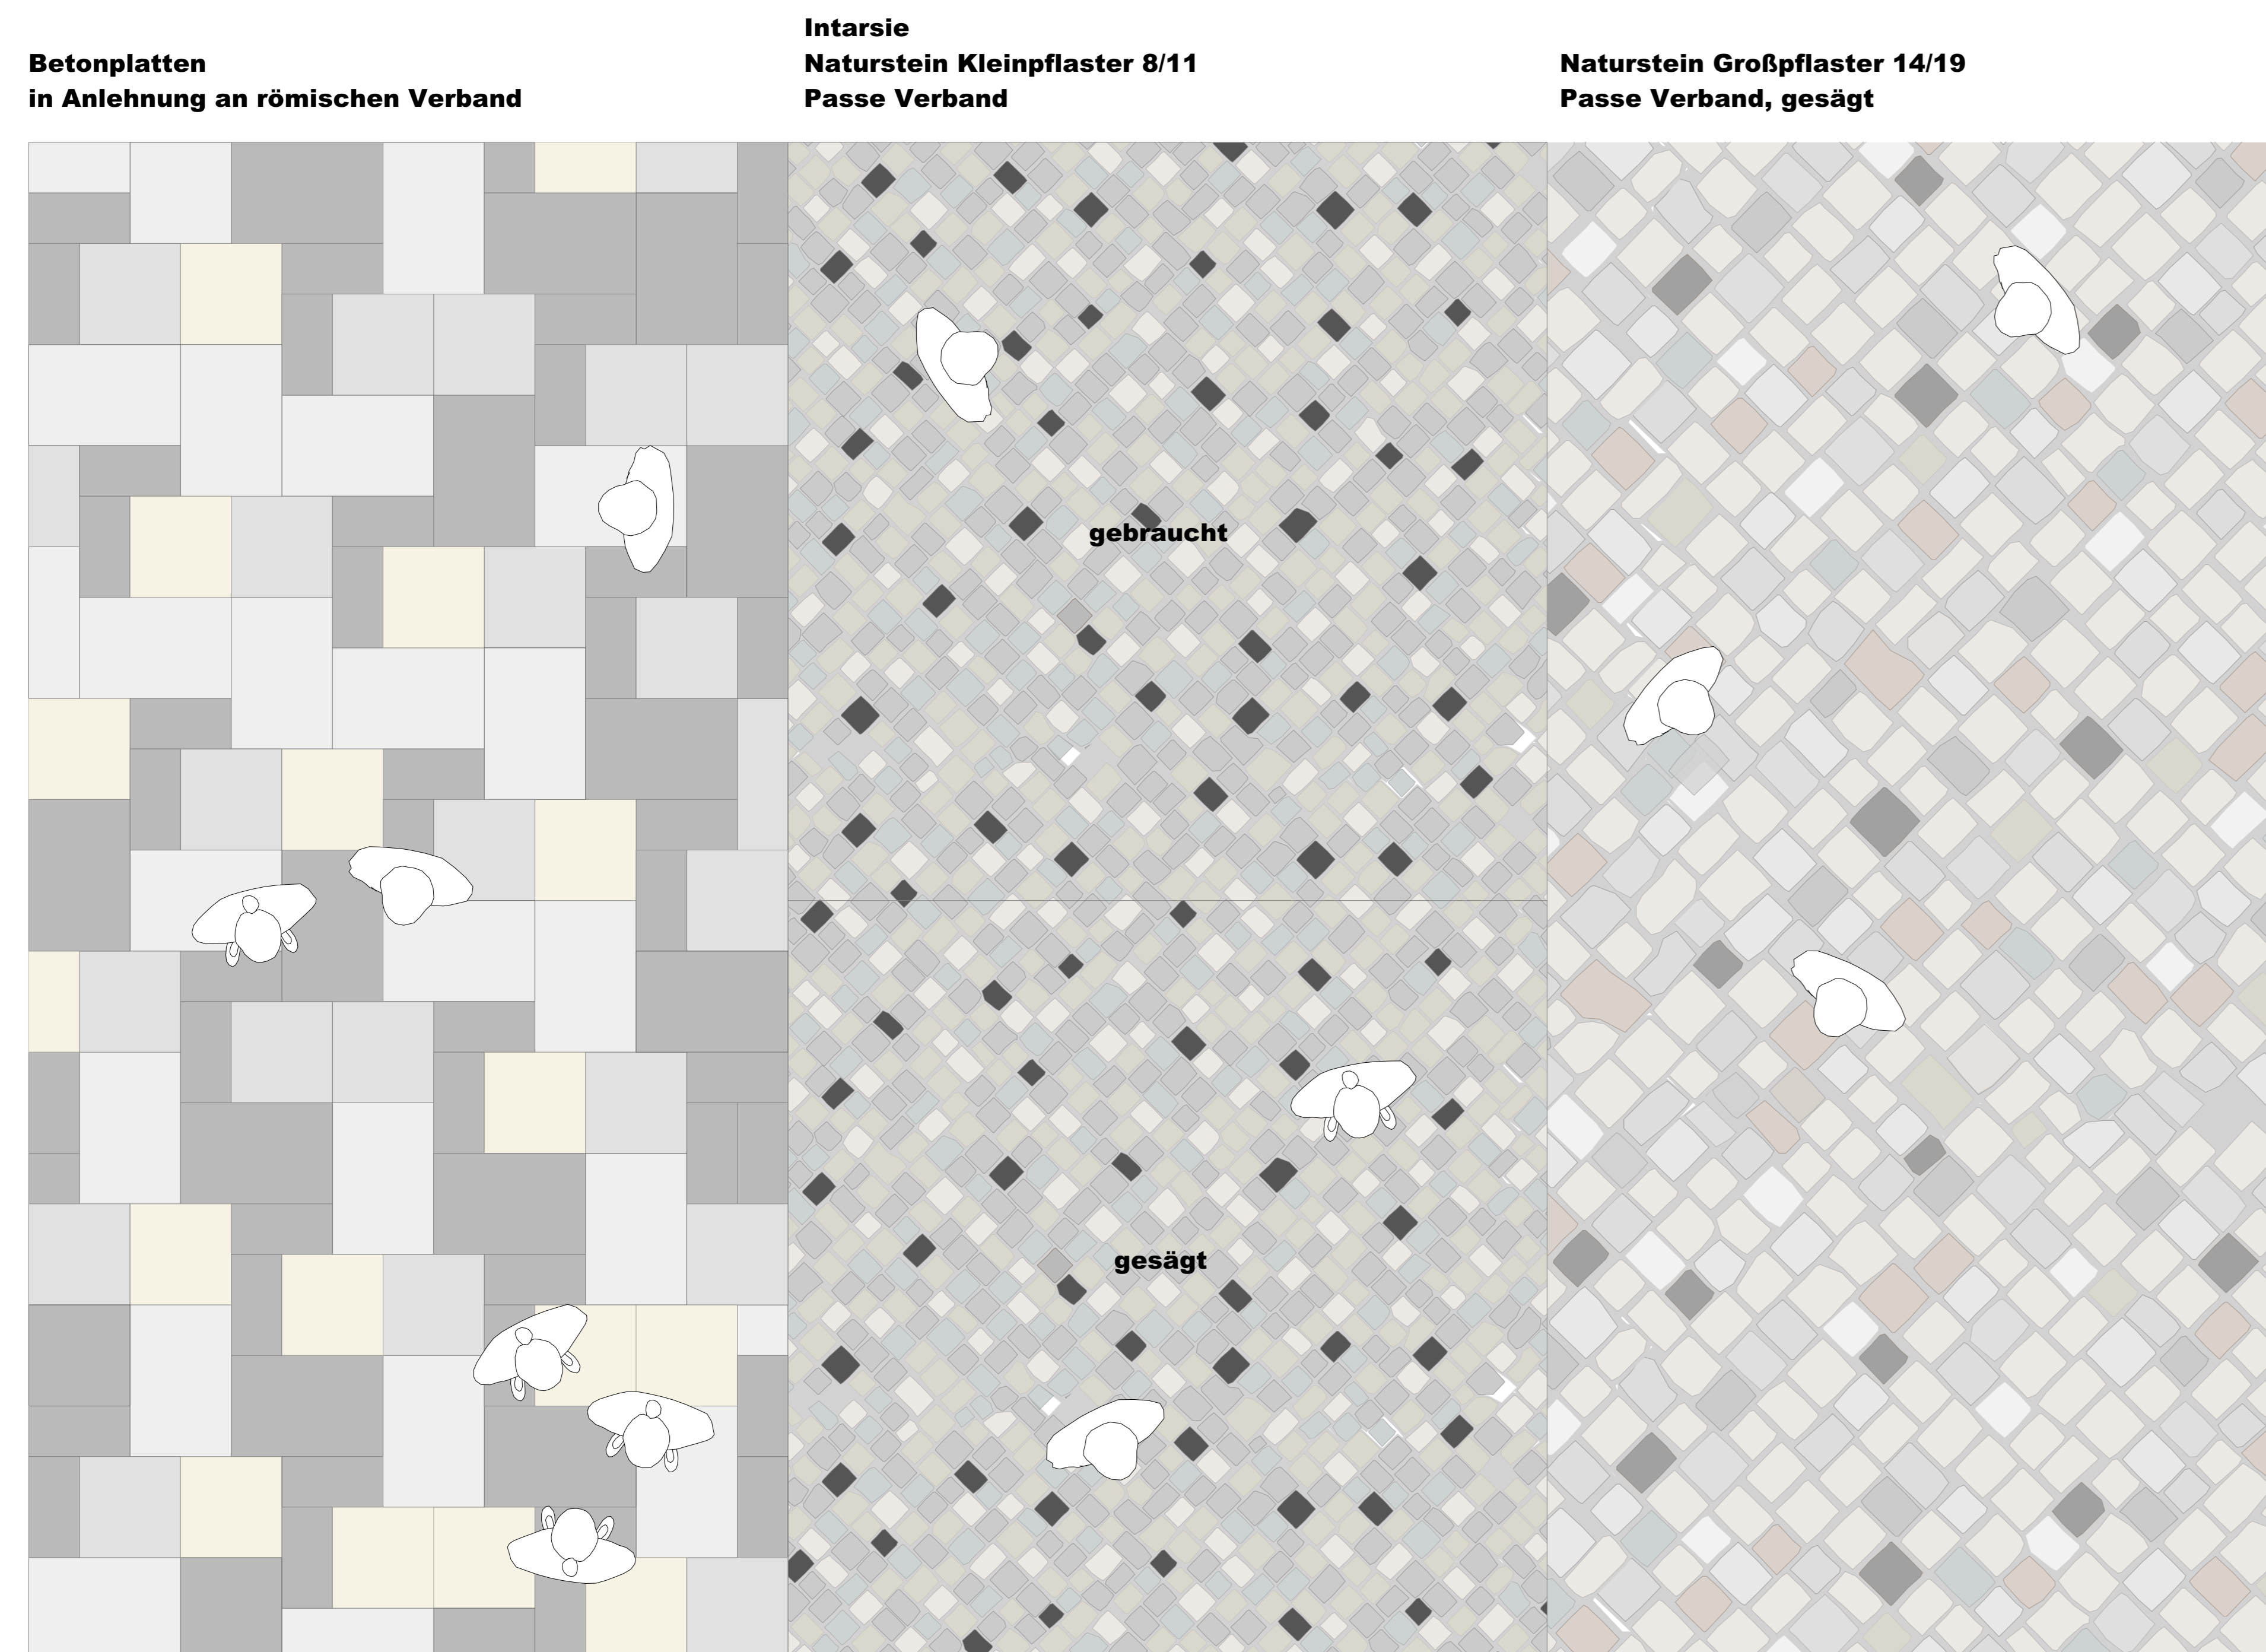 Betonplatten
in Anlehnung an römischen Verband
Intarsie
Naturstein Kleinpflaster 8/11
Passe Verband
Naturstein Großpflaster 14/19
Passe Verband, gesägt
gebraucht
gesägt